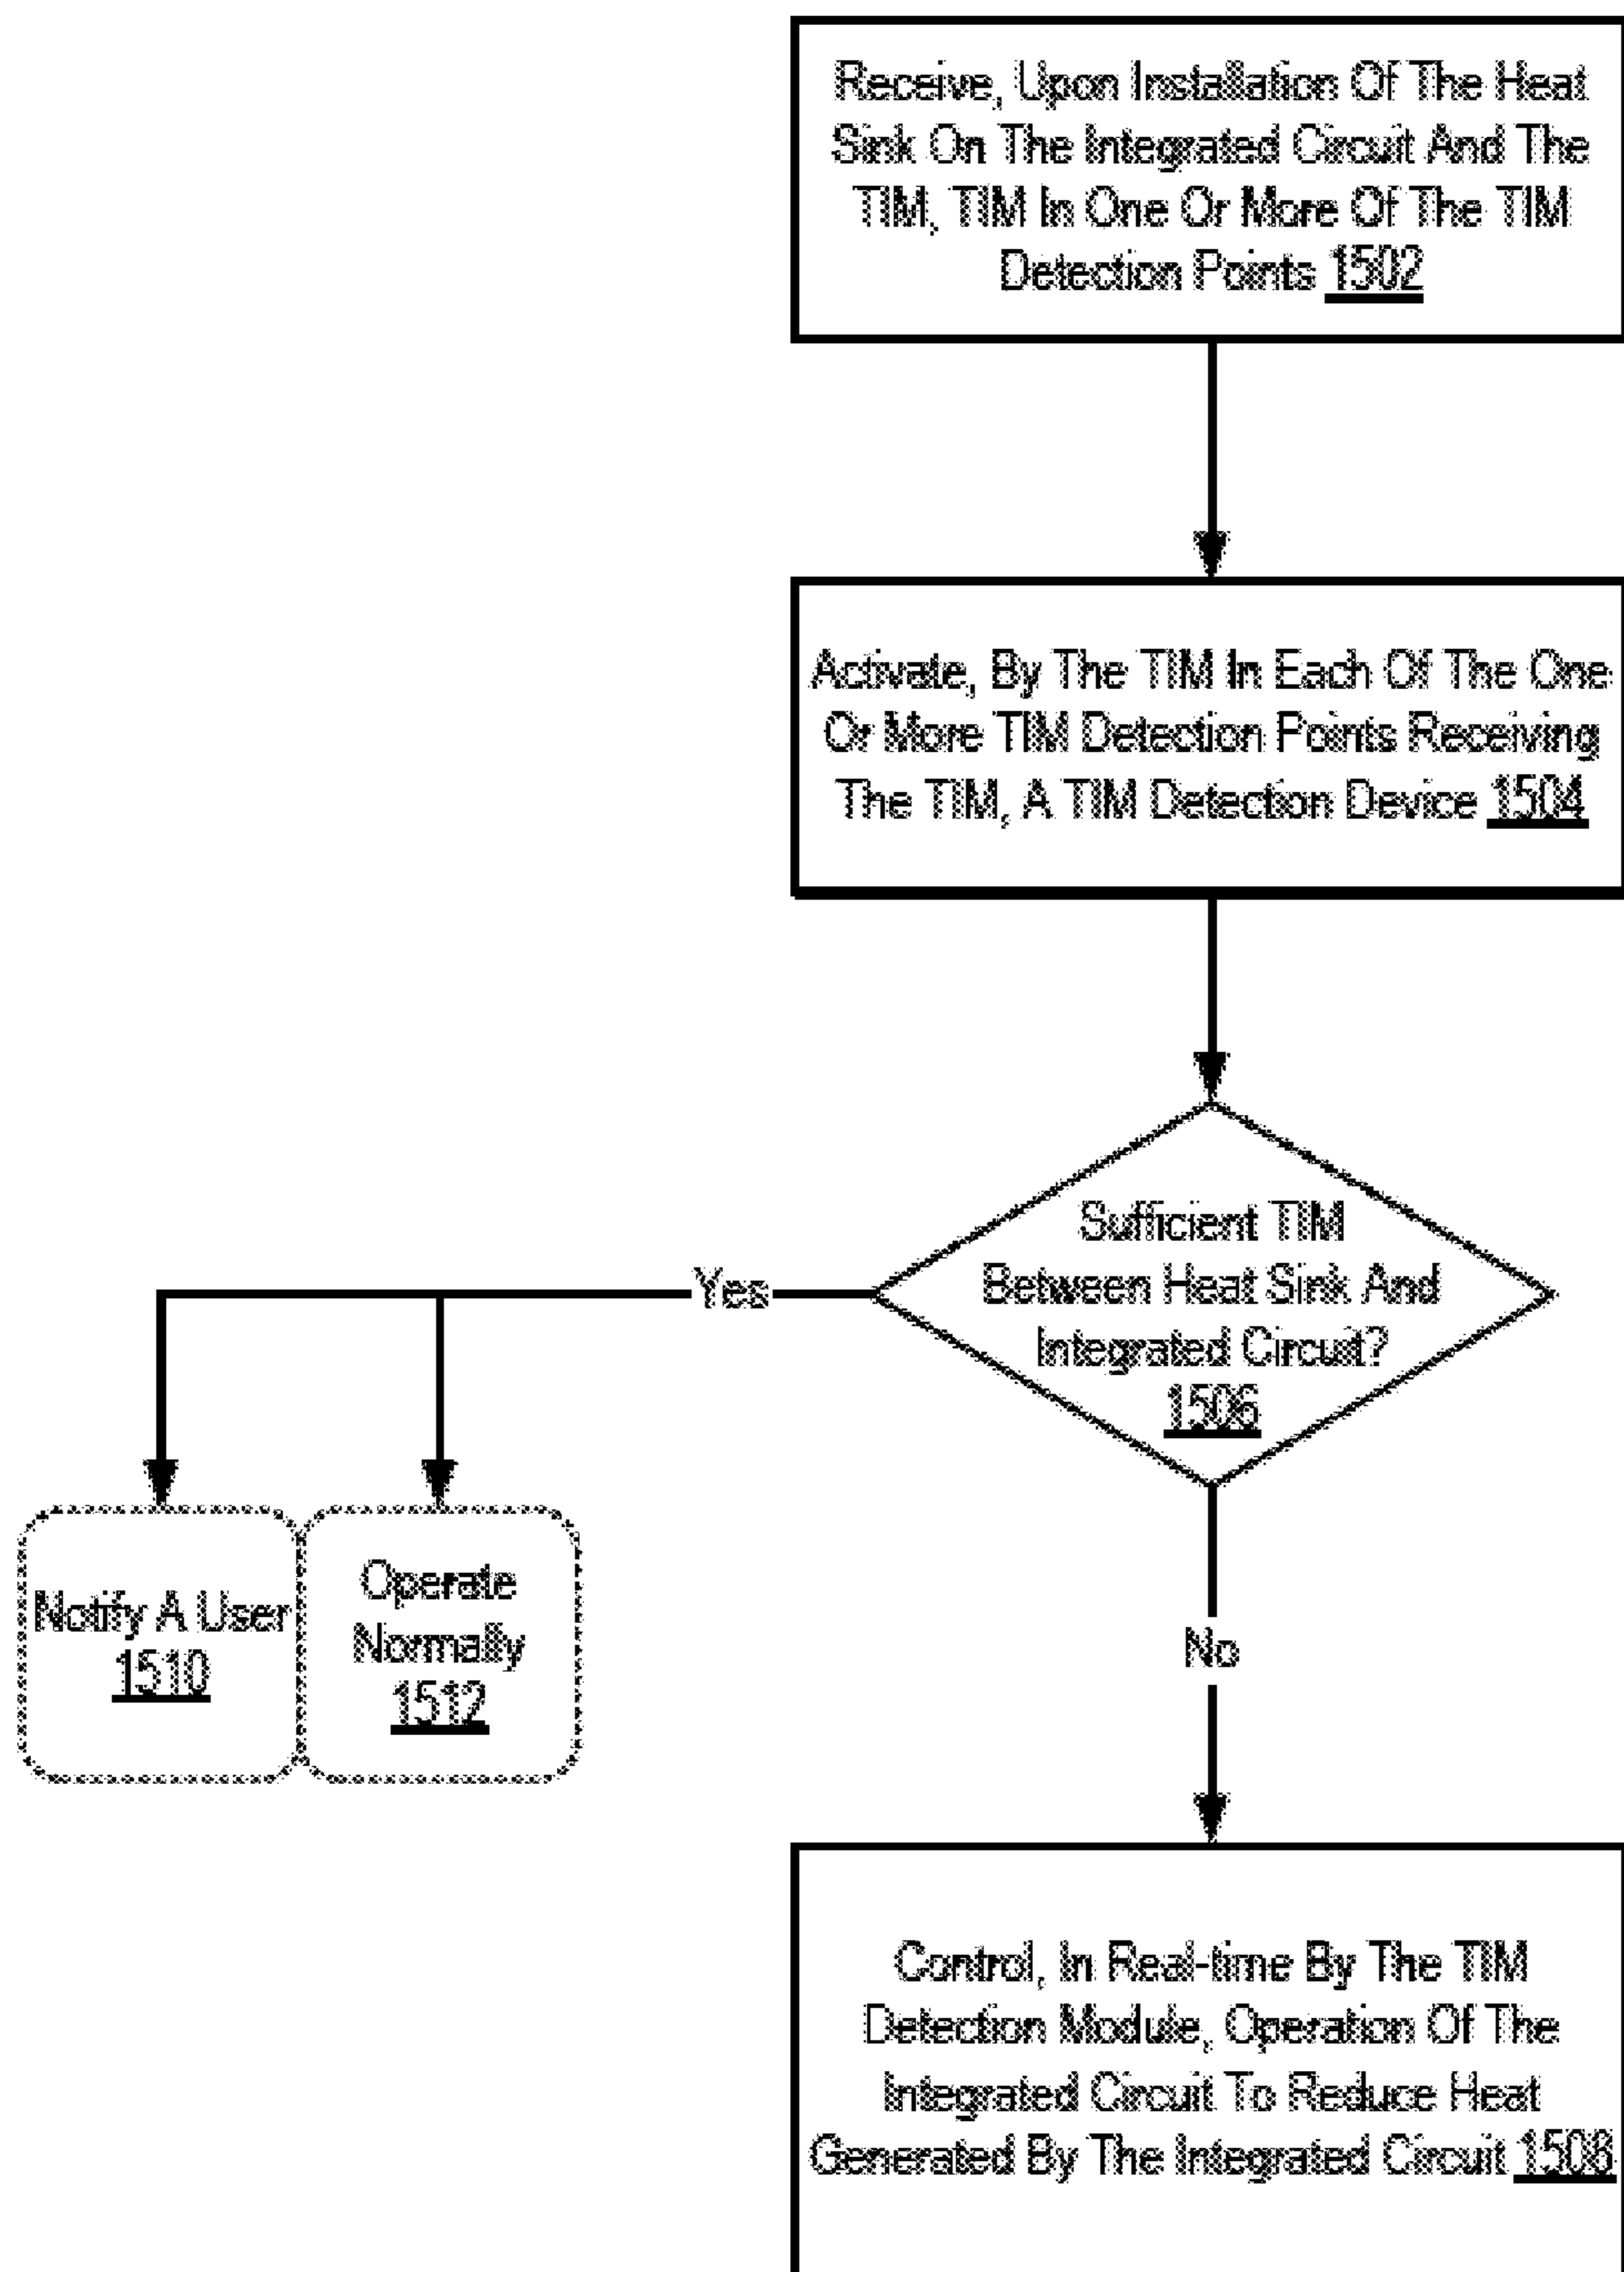 Receive, Upon Installation Of The Heat
Sink On The Integrated Circuit And The
TIM, TIM In One Or More Of The TIM
Detection Points 1502
Activate, By The TIM In Each Of The One
Or More TIM Detection Points Receiving
The TIM, A TIM Detection Device 1504
Sufficient TIM
Between Heat Sink And
Integrated Circuit?
1506
Yes
Notify A User
1510
Operate
Normally
1512
No
Control, In Real-time By The TIM
Detection Module, Operation Of The
Integrated Circuit To Reduce Heat
Generated By The Integrated Circuit 1508